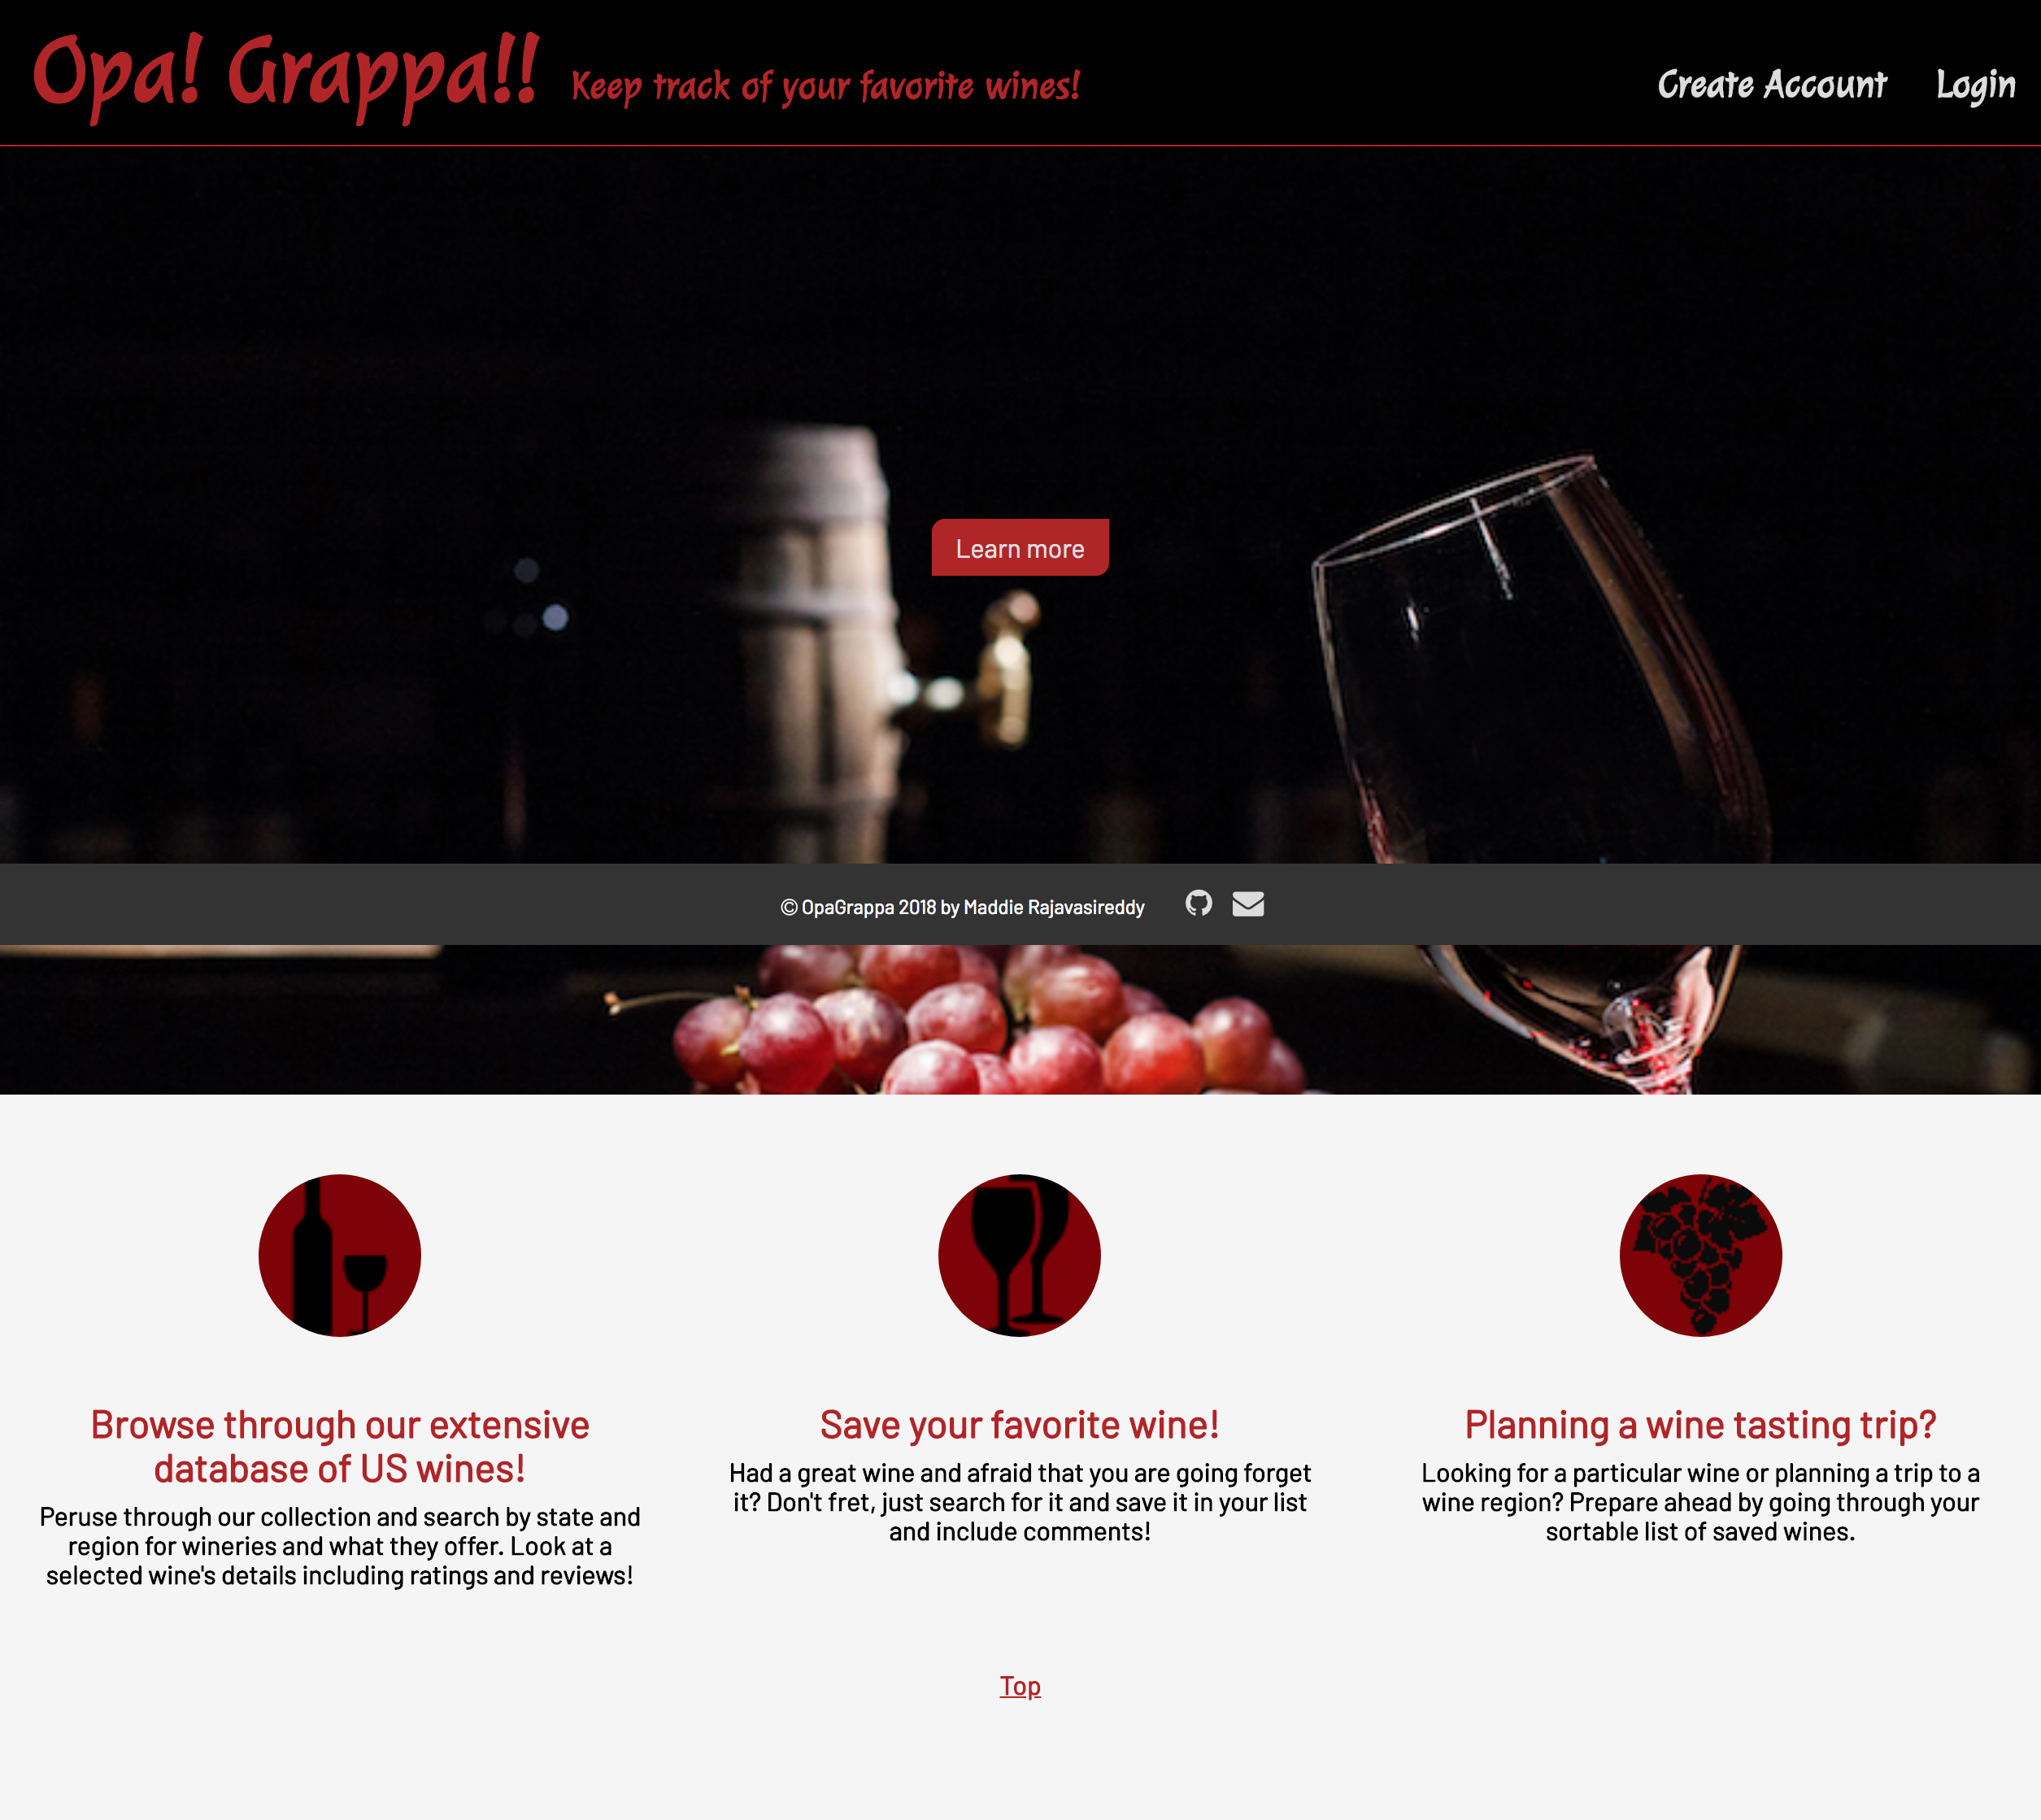 Opa! Grappa!! Keep track of your favorite wines! Create Account Login
Learn more
© OpaGrappa 2018 by Maddie Rajavasireddy
Browse through our extensive
database of US wines!
Peruse through our collection and search by state and
region for wineries and what they offer. Look at a
selected wine's details including ratings and reviews!
Save your favorite wine!
Had a great wine and afraid that you are going forget
it? Don't fret, just search for it and save it in your list
and include comments!
Planning a wine tasting trip?
Looking for a particular wine or planning a trip to a
wine region? Prepare ahead by going through your
sortable list of saved wines.
Top